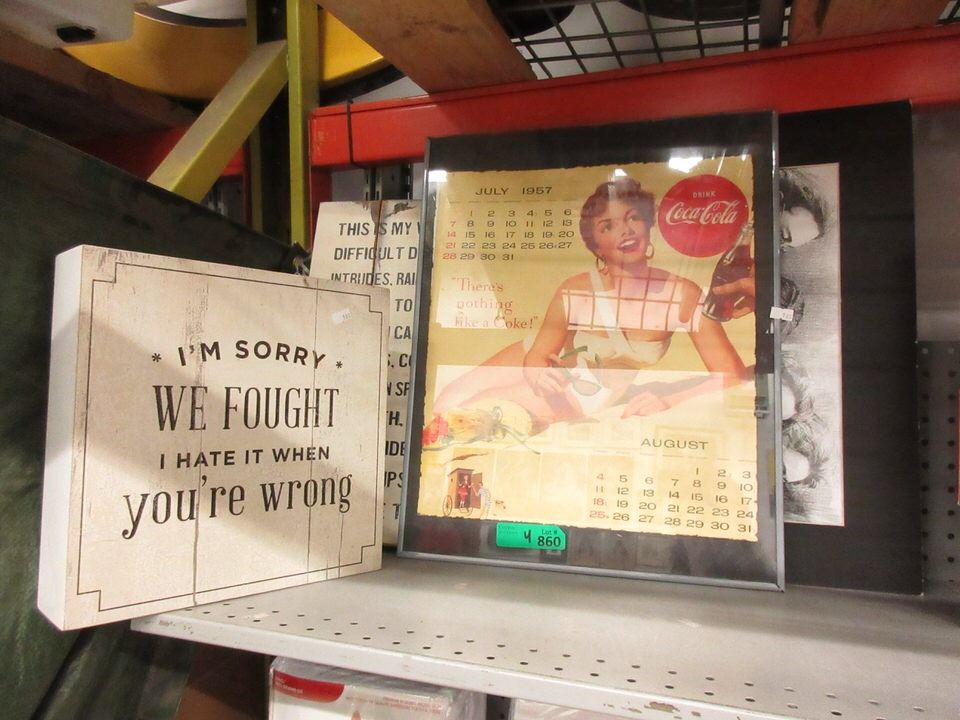 * I'M SORRY *
WE FOUGHT
I HATE IT WHEN
you're wrong
THIS IS MY
DIFFICULT
INTRUDES.
TO
JULY 1957
1 2 3 4 5 6
7 8 9 10 11 12 13
14 15 16 17 18 19 20
21 22 23 24 25 26 27
28 29 30 31
DRINK
Coca-Cola
"There's
nothing
like a Coke!"
AUGUST
1 2 3
4 5 6 7 8 9 10
11 12 13 14 15 16 17
18 19 20 21 22 23 24
25 26 27 28 29 30 31
Lot #
4 860